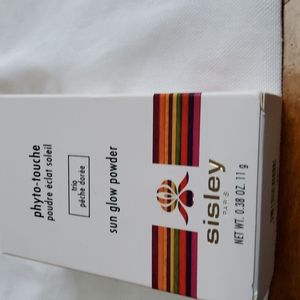 phyto-touche
poudre éclat soleil
trio
pêche dorée
sun glow powder
sisley
PARIS
NET WT. 0.38 OZ. 11 g